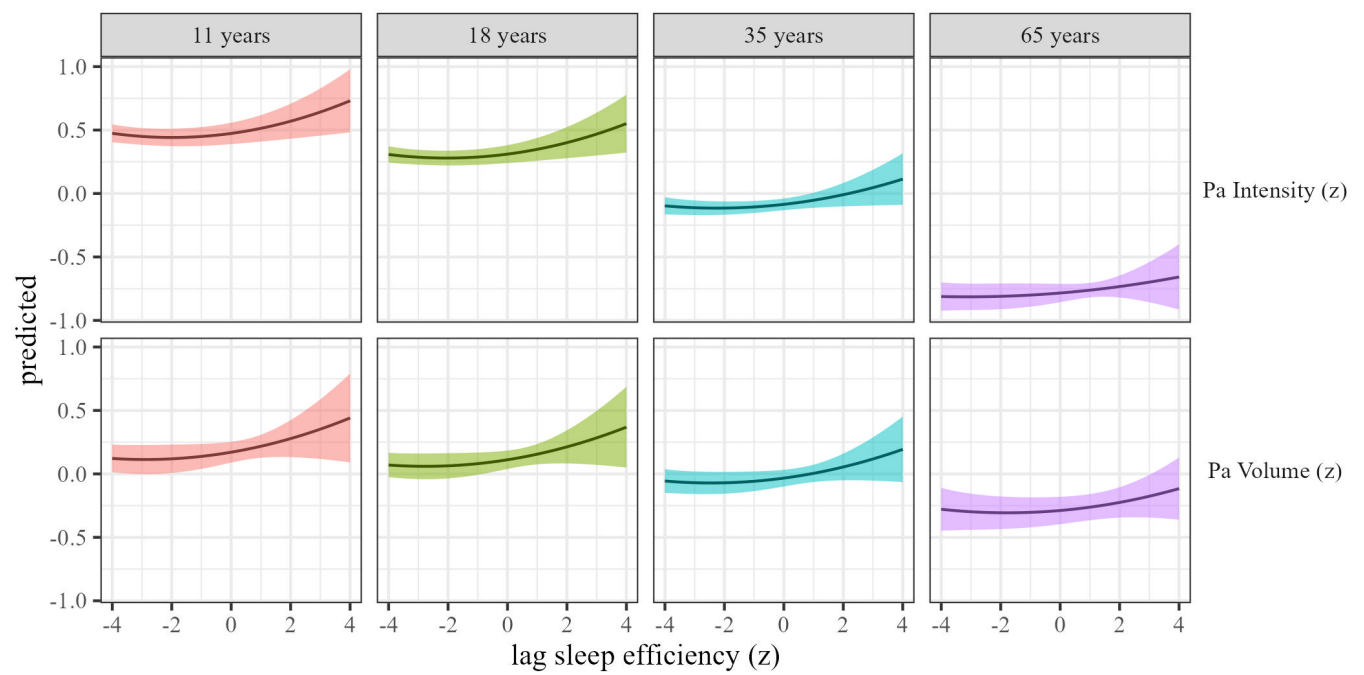 11 years 18 years 35 years 65 years
1.0
0.5
0.0
-0.5
-1.0
Pa Intensity (z)
predicted
1.0
0.5
0.0
-0.5
-1.0
Pa Volume (z)
-4 -2 0 2 4 -4 -2 0 2 4 -4 -2 0 2 4 -4 -2 0 2 4
lag sleep efficiency (z)